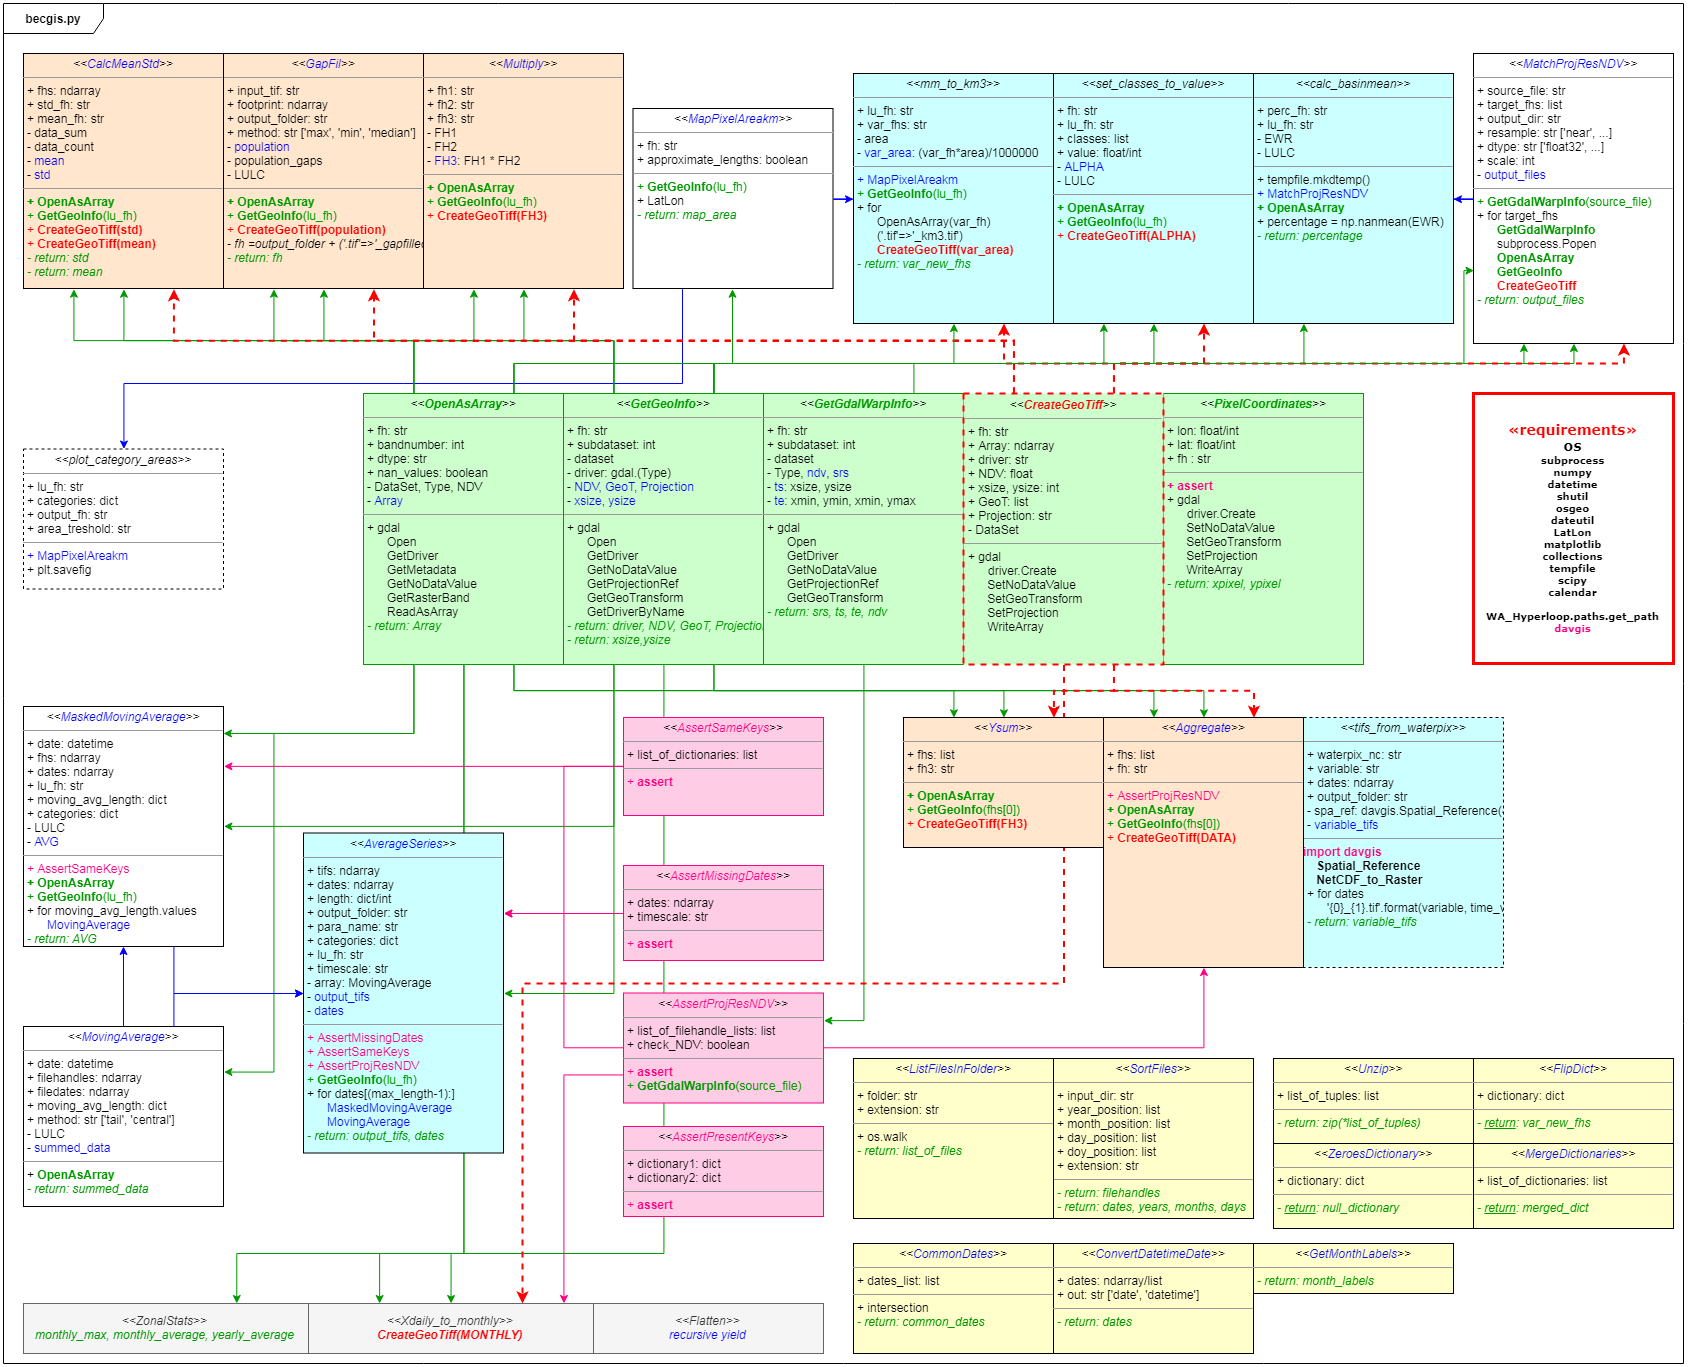 becgis.py
<<CalcMeanStd>>
+ fhs: ndarray
+ std_fh: str
+ mean_fh: str
- data_sum
- data_count
- mean
- std
+ OpenAsArray
+ GetGeoInfo(lu_fh)
+ CreateGeoTiff(std)
+ CreateGeoTiff(mean)
- return: std
- return: mean
<<GapFil>>
+ input_tif: str
+ footprint: ndarray
+ output_folder: str
+ method: str ['max', 'min', 'median']
- population
- population_gaps
- LULC
+ OpenAsArray
+ GetGeoInfo(lu_fh)
+ CreateGeoTiff(population)
- fh =output_folder + ('.tif'=>'_gapfilled
- return: fh
<<Multiply>>
+ fh1: str
+ fh2: str
+ fh3: str
- FH1
- FH2
- FH3: FH1 * FH2
+ OpenAsArray
+ GetGeoInfo(lu_fh)
+ CreateGeoTiff(FH3)
<<MapPixelAreakm>>
+ fh: str
+ approximate_lengths: boolean
+ GetGeoInfo(lu_fh)
+ LatLon
- return: map_area
<<mm_to_km3>>
+ lu_fh: str
+ var_fhs: str
- area
- var_area: (var_fh*area)/1000000
+ MapPixelAreakm
+ GetGeoInfo(lu_fh)
+ for
OpenAsArray(var_fh)
('.tif'=>'_km3.tif')
CreateGeoTiff(var_area)
- return: var_new_fhs
<<set_classes_to_value>>
+ fh: str
+ lu_fh: str
+ classes: list
+ value: float/int
- ALPHA
- LULC
+ OpenAsArray
+ GetGeoInfo(lu_fh)
+ CreateGeoTiff(ALPHA)
<<calc_basinmean>>
+ perc_fh: str
+ lu_fh: str
- EWR
- LULC
+ tempfile.mkdtemp()
+ MatchProjResNDV
+ OpenAsArray
+ percentage = np.nanmean(EWR)
- return: percentage
<<MatchProjResNDV>>
+ source_file: str
+ target_fhs: list
+ output_dir: str
+ resample: str ['near', ...]
+ dtype: str ['float32', ...]
+ scale: int
- output_files
+ GetGdalWarpInfo(source_file)
+ for target_fhs
GetGdalWarpInfo
subprocess.Popen
OpenAsArray
GetGeoInfo
CreateGeoTiff
- return: output_files
<<plot_category_areas>>
+ lu_fh: str
+ categories: dict
+ output_fh: str
+ area_treshold: str
+ MapPixelAreakm
+ plt.savefig
<<OpenAsArray>>
+ fh: str
+ bandnumber: int
+ dtype: str
+ nan_values: boolean
- DataSet, Type, NDV
- Array
+ gdal
Open
GetDriver
GetMetadata
GetNoDataValue
GetRasterBand
ReadAsArray
- return: Array
<<GetGeoInfo>>
+ fh: str
+ subdataset: int
- dataset
- driver: gdal.(Type)
- NDV, GeoT, Projection
- xsize, ysize
+ gdal
Open
GetDriver
GetNoDataValue
GetProjectionRef
GetGeoTransform
GetDriverByName
- return: driver, NDV, GeoT, Projectio
- return: xsize,ysize
<<GetGdalWarpInfo>>
+ fh: str
+ subdataset: int
- dataset
- Type, ndv, srs
- ts: xsize, ysize
- te: xmin, ymin, xmin, ymax
+ gdal
Open
GetDriver
GetNoDataValue
GetProjectionRef
GetGeoTransform
- return: srs, ts, te, ndv
<<CreateGeoTiff>>
+ fh: str
+ Array: ndarray
+ driver: str
+ NDV: float
+ xsize, ysize: int
+ GeoT: list
+ Projection: str
- DataSet
+ gdal
driver.Create
SetNoDataValue
SetGeoTransform
SetProjection
WriteArray
<<PixelCoordinates>>
+ lon: float/int
+ lat: float/int
+ fh : str
+ assert
+ gdal
driver.Create
SetNoDataValue
SetGeoTransform
SetProjection
WriteArray
- return: xpixel, ypixel
«requirements»
OS
subprocess
numpy
datetime
shutil
osgeo
dateutil
LatLon
matplotlib
collections
tempfile
scipy
calendar
WA_Hyperloop.paths.get_path
davgis
<<MaskedMovingAverage>>
+ date: datetime
+ fhs: ndarray
+ dates: ndarray
+ lu_fh: str
+ moving_avg_length: dict
+ categories: dict
- LULC
- AVG
+ AssertSameKeys
+ OpenAsArray
+ GetGeoInfo(lu_fh)
+ for moving_avg_length.values
MovingAverage
- return: AVG
<<MovingAverage>>
+ date: datetime
+ filehandles: ndarray
+ filedates: ndarray
+ moving_avg_length: dict
+ method: str ['tail', 'central']
- LULC
- summed_data
+ OpenAsArray
- return: summed_data
<<AverageSeries>>
+ tifs: ndarray
+ dates: ndarray
+ length: dict/int
+ output_folder: str
+ para_name: str
+ categories: dict
+ lu_fh: str
+ timescale: str
- array: MovingAverage
- output_tifs
- dates
+ AssertMissingDates
+ AssertSameKeys
+ AssertProjResNDV
+ GetGeoInfo(lu_fh)
+ for dates[(max_length-1):]
MaskedMovingAverage
MovingAverage
- return: output_tifs, dates
<<AssertSameKeys>>
+ list_of_dictionaries: list
+ assert
<<AssertMissingDates>>
+ dates: ndarray
+ timescale: str
+ assert
<<AssertProjResNDV>>
+ list_of_filehandle_lists: list
+ check_NDV: boolean
+ assert
+ GetGdalWarpInfo(source_file)
<<AssertPresentKeys>>
+ dictionary1: dict
+ dictionary2: dict
+ assert
<<Ysum>>
+ fhs: list
+ fh3: str
+ OpenAsArray
+ GetGeoInfo(fhs[0])
+ CreateGeoTiff(FH3)
<<Aggregate>>
+ fhs: list
+ fh: str
+ AssertProjResNDV
+ OpenAsArray
+ GetGeoInfo(fhs[0])
+ CreateGeoTiff(DATA)
<<tifs_from_waterpix>>
+ waterpix_nc: str
+ variable: str
+ dates: ndarray
+ output_folder: str
- spa_ref: davgis.Spatial_Reference(
- variable_tifs
import davgis
Spatial_Reference
NetCDF_to_Raster
+ for dates
'{0}_{1}.tif'.format(variable, time_v
- return: variable_tifs
<<ListFilesInFolder>>
+ folder: str
+ extension: str
+ os.walk
- return: list_of_files
<<SortFiles>>
+ input_dir: str
+ year_position: list
+ month_position: list
+ day_position: list
+ doy_position: list
+ extension: str
- return: filehandles
- return: dates, years, months, days
<<Unzip>>
+ list_of_tuples: list
- return: zip(*list_of_tuples)
<<FlipDict>>
+ dictionary: dict
- return: var_new_fhs
<<ZeroesDictionary>>
+ dictionary: dict
- return: null_dictionary
<<MergeDictionaries>>
+ list_of_dictionaries: list
- return: merged_dict
<<CommonDates>>
+ dates_list: list
+ intersection
- return: common_dates
<<ConvertDatetimeDate>>
+ dates: ndarray/list
+ out: str ['date', 'datetime']
- return: dates
<<GetMonthLabels>>
- return: month_labels
<<ZonalStats>>
monthly_max, monthly_average, yearly_average
<<Xdaily_to_monthly>>
CreateGeoTiff(MONTHLY)
<<Flatten>>
recursive yield